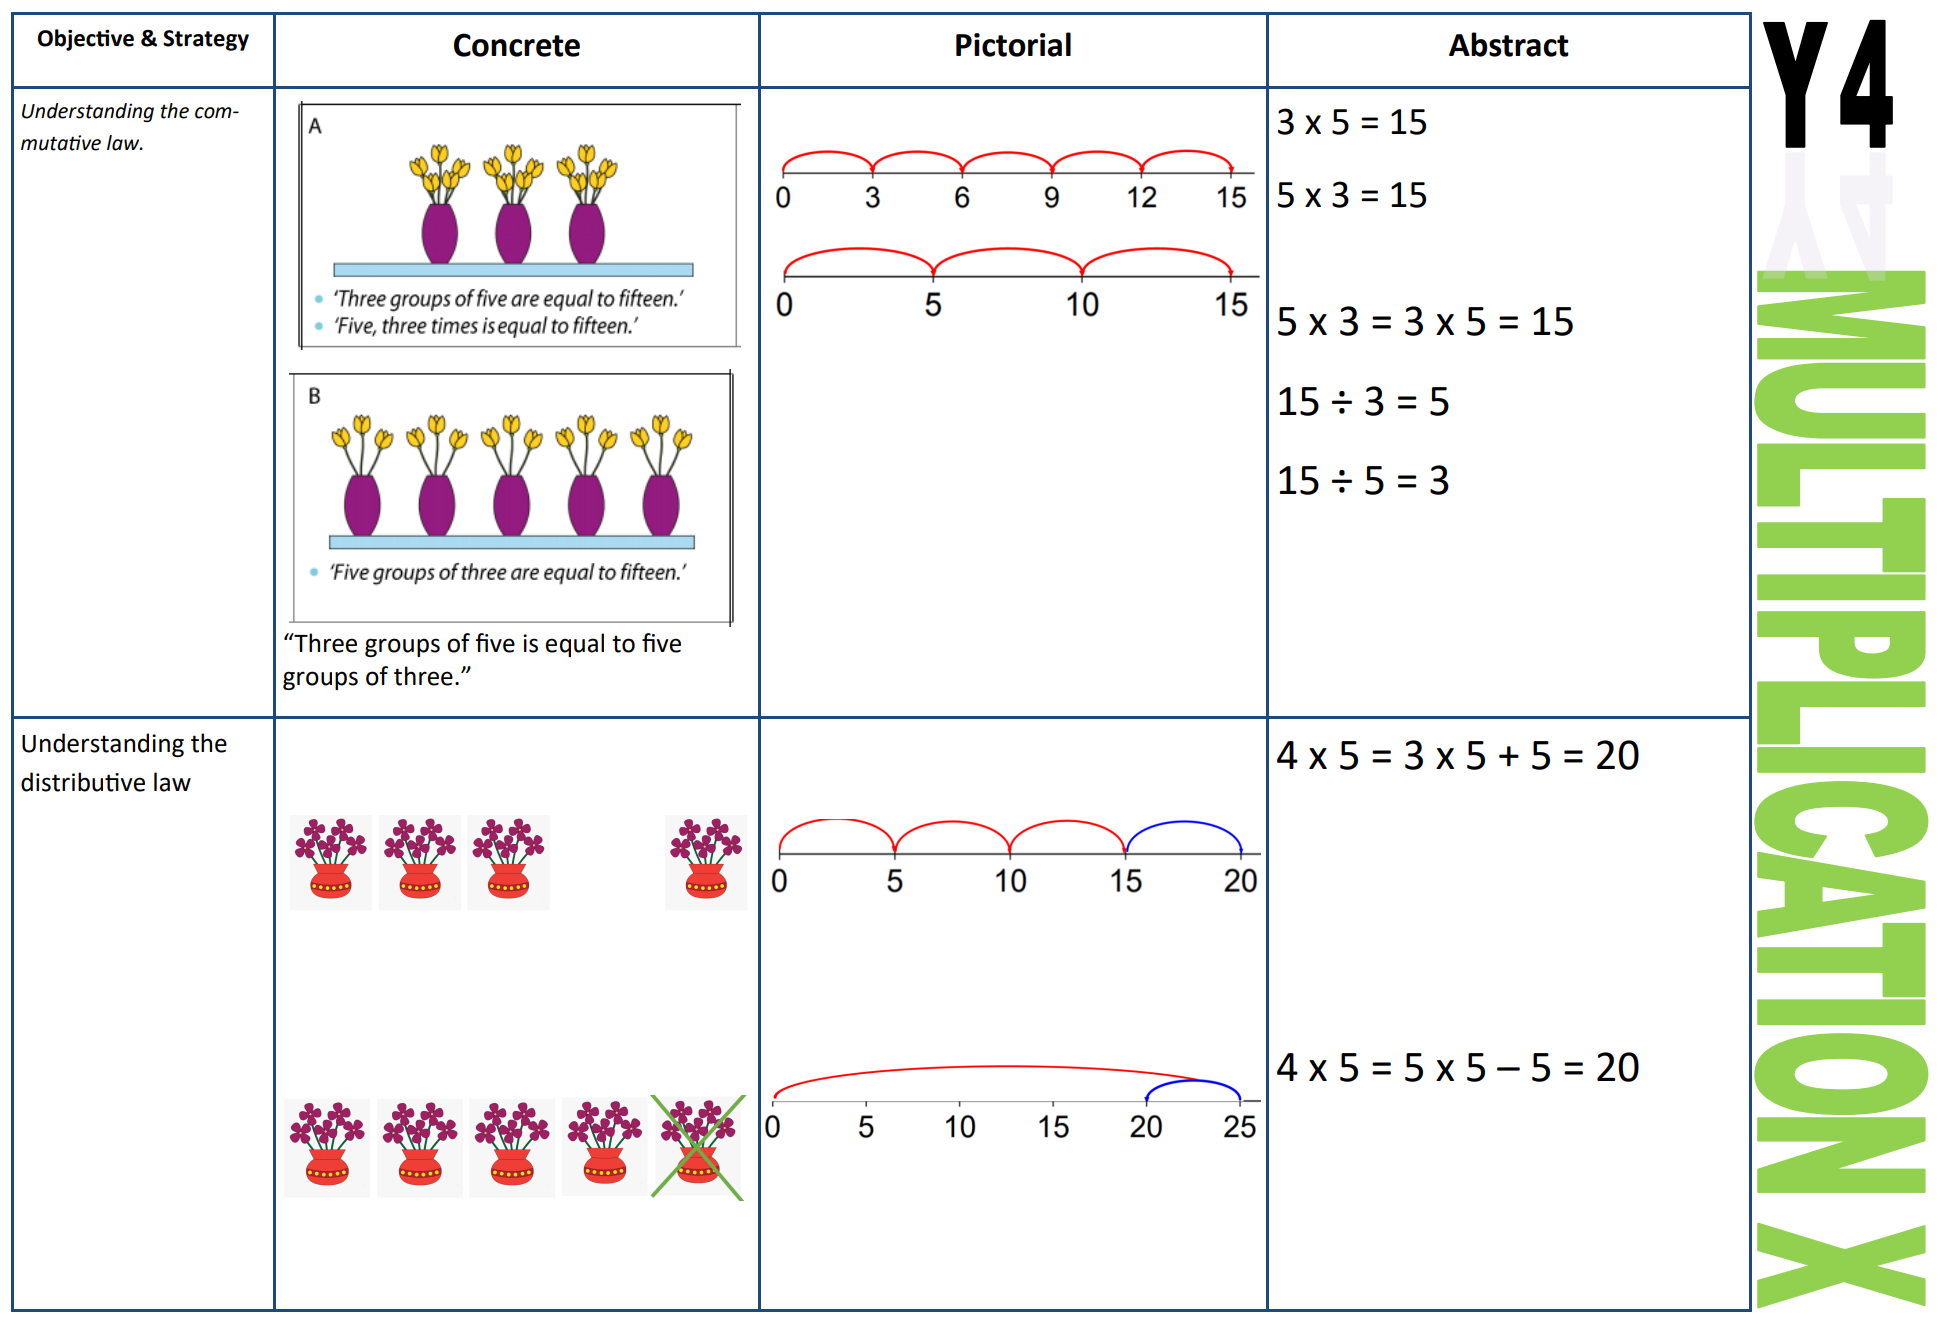 Objective & Strategy
Concrete
Pictorial
Abstract
Y4
Understanding the com-
mutative law.
A
• 'Three groups of five are equal to fifteen.'
• 'Five, three times is equal to fifteen.'
B
• 'Five groups of three are equal to fifteen.'
“Three groups of five is equal to five
groups of three.”
0 3 6 9 12 15
0 5 10 15
3 x 5 = 15
5 x 3 = 15
5 x 3 = 3 x 5 = 15
15 ÷ 3 = 5
15 ÷ 5 = 3
Understanding the
distributive law
0 5 10 15 20
0 5 10 15 20 25
4 x 5 = 3 x 5 + 5 = 20
4 x 5 = 5 x 5 – 5 = 20
MULTIPLICATION X